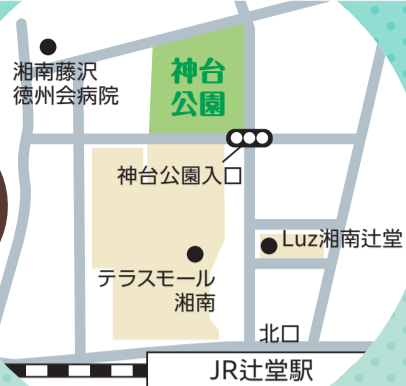 湘南藤沢
徳州会病院
神台
公園
神台公園入口
Luz湘南辻堂
テラスモール
湘南
北口
JR辻堂駅